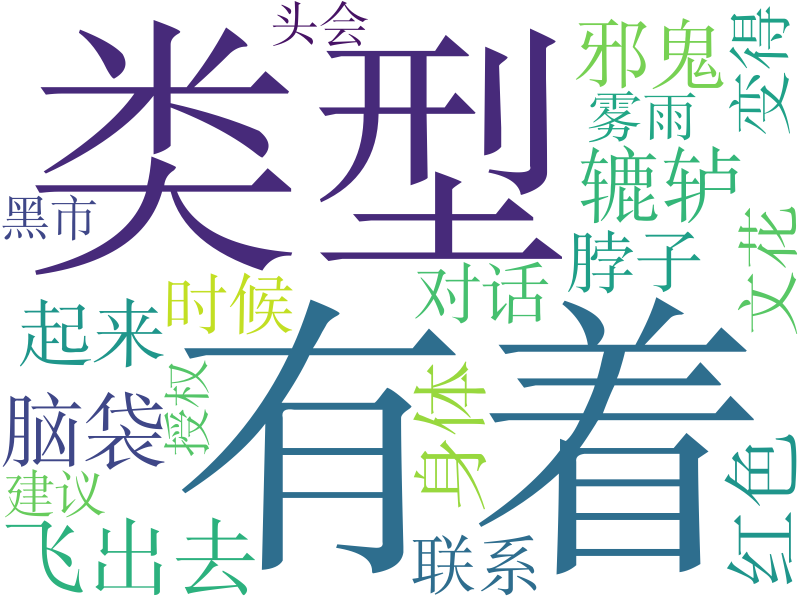 头会
类型
邪鬼
变得
雾雨
辘轳
黑市
文花
脖子
对话
时候
起来
有着
授权
身体
脑袋
红色
建议
飞出去
联系